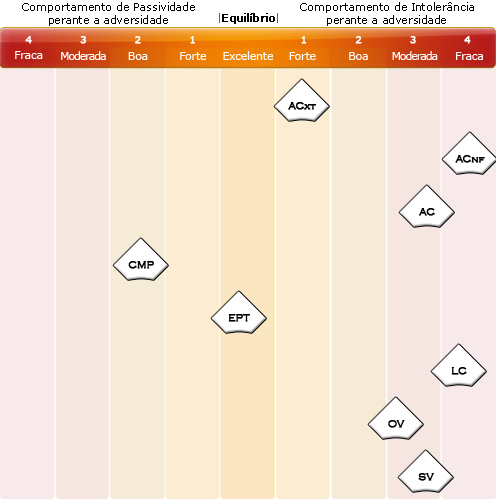 Comportamento de Passividade
perante a adversidade
|Equilíbrio|
Comportamento de Intolerância
perante a adversidade
4 3 2 1 1 2 3 4
Fraca Moderada Boa Forte Excelente Forte Boa Moderada Fraca
ACXT
ACNF
AC
CMP
EPT
LC
OV
SV